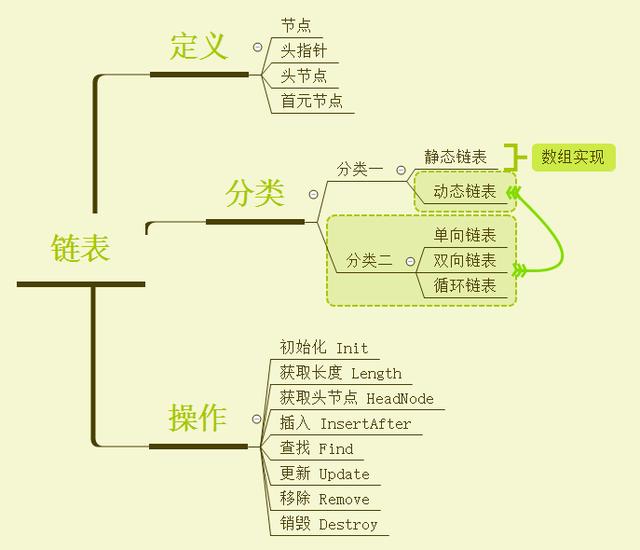 链表
定义
节点
头指针
头节点
首元节点
分类
分类一
静态链表
数组实现
动态链表
分类二
单向链表
双向链表
循环链表
操作
初始化 Init
获取长度 Length
获取头节点 HeadNode
插入 InsertAfter
查找 Find
更新 Update
移除 Remove
销毁 Destroy